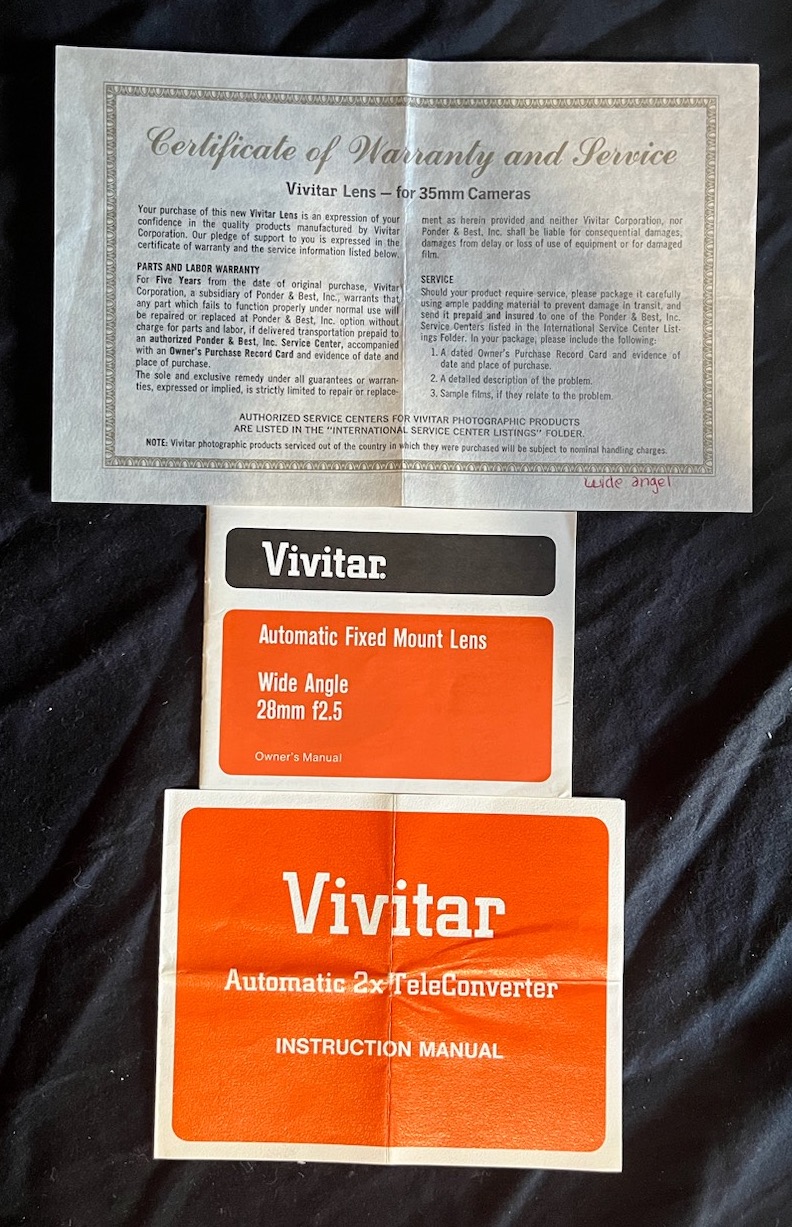 Certificate of Warranty and Service
Vivitar Lens – for 35mm Cameras
Your purchase of this new Vivitar Lens is an expression of your
confidence in the quality products manufactured by Vivitar
Corporation. Our pledge of support to you is expressed in the
certificate of warranty and the service information listed below.
PARTS AND LABOR WARRANTY
For Five Years from the date of original purchase, Vivitar
Corporation, a subsidiary of Ponder & Best, Inc., warrants that
any part which fails to function properly under normal use will
be repaired or replaced at Ponder & Best, Inc. option without
charge for parts and labor, if delivered transportation prepaid to
an authorized Ponder & Best, Inc. Service Center, accompanied
with an Owner's Purchase Record Card and evidence of date and
place of purchase.
The sole and exclusive remedy under all guarantees or warran-
ties, expressed or implied, is strictly limited to repair or replace-
ment as herein provided and neither Vivitar Corporation, nor
Ponder & Best, Inc. shall be liable for consequential damages,
damages from delay or loss of use of equipment or for damaged
film.
SERVICE
Should your product require service, please package it carefully
using ample padding material to prevent damage in transit, and
send it prepaid and insured to one of the Ponder & Best, Inc.
Service Centers listed in the International Service Center List-
ings Folder. In your package, please include the following:
1. A dated Owner's Purchase Record Card and evidence of
date and place of purchase.
2. A detailed description of the problem.
3. Sample films, if they relate to the problem.
AUTHORIZED SERVICE CENTERS FOR VIVITAR PHOTOGRAPHIC PRODUCTS
ARE LISTED IN THE "INTERNATIONAL SERVICE CENTER LISTINGS" FOLDER.
NOTE: Vivitar photographic products serviced out of the country in which they were purchased will be subject to nominal handling charges.
wide angel
Vivitar®
Automatic Fixed Mount Lens
Wide Angle
28mm f2.5
Owner's Manual
Vivitar
Automatic 2x TeleConverter
INSTRUCTION MANUAL